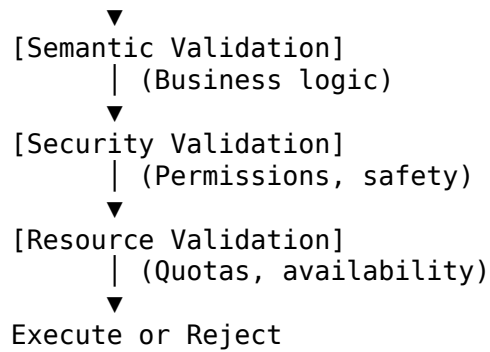 ▼
[Semantic Validation]
│ (Business logic)
▼
[Security Validation]
│ (Permissions, safety)
▼
[Resource Validation]
│ (Quotas, availability)
▼
Execute or Reject